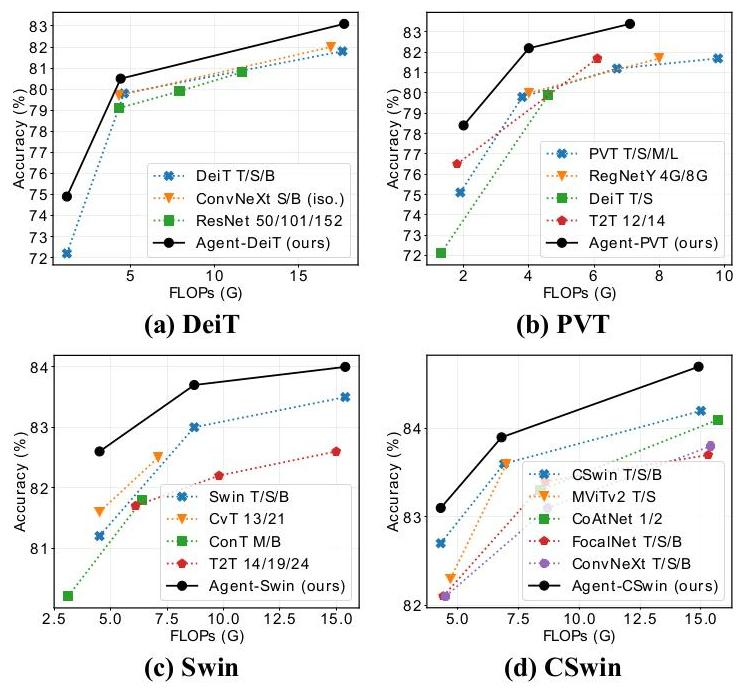 83
82
81
80
79
78
77
76
75
74
73
72
Accuracy (%)
DeiT T/S/B
ConvNeXt S/B (iso.)
ResNet 50/101/152
Agent-DeiT (ours)
5 10 15
FLOPs (G)
(a) DeiT
83
82
81
80
79
78
77
76
75
74
73
72
Accuracy (%)
PVT T/S/M/L
RegNetY 4G/8G
DeiT T/S
T2T 12/14
Agent-PVT (ours)
2 4 6 8 10
FLOPs (G)
(b) PVT
84
83
82
81
Accuracy (%)
Swin T/S/B
CvT 13/21
ConT M/B
T2T 14/19/24
Agent-Swin (ours)
2.5 5.0 7.5 10.0 12.5 15.0
FLOPs (G)
(c) Swin
84
83
82
Accuracy (%)
CSwin T/S/B
MViTv2 T/S
CoAtNet 1/2
FocalNet T/S/B
ConvNeXt T/S/B
Agent-CSwin (ours)
5.0 7.5 10.0 12.5 15.0
FLOPs (G)
(d) CSwin